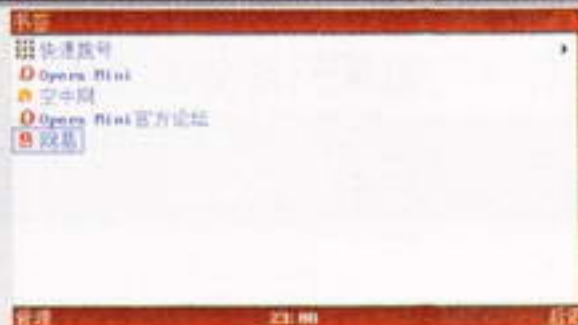 书签
快速拨号
Opera Mini
空中网
Opera Mini官方论坛
网易
管理
23:00
后退